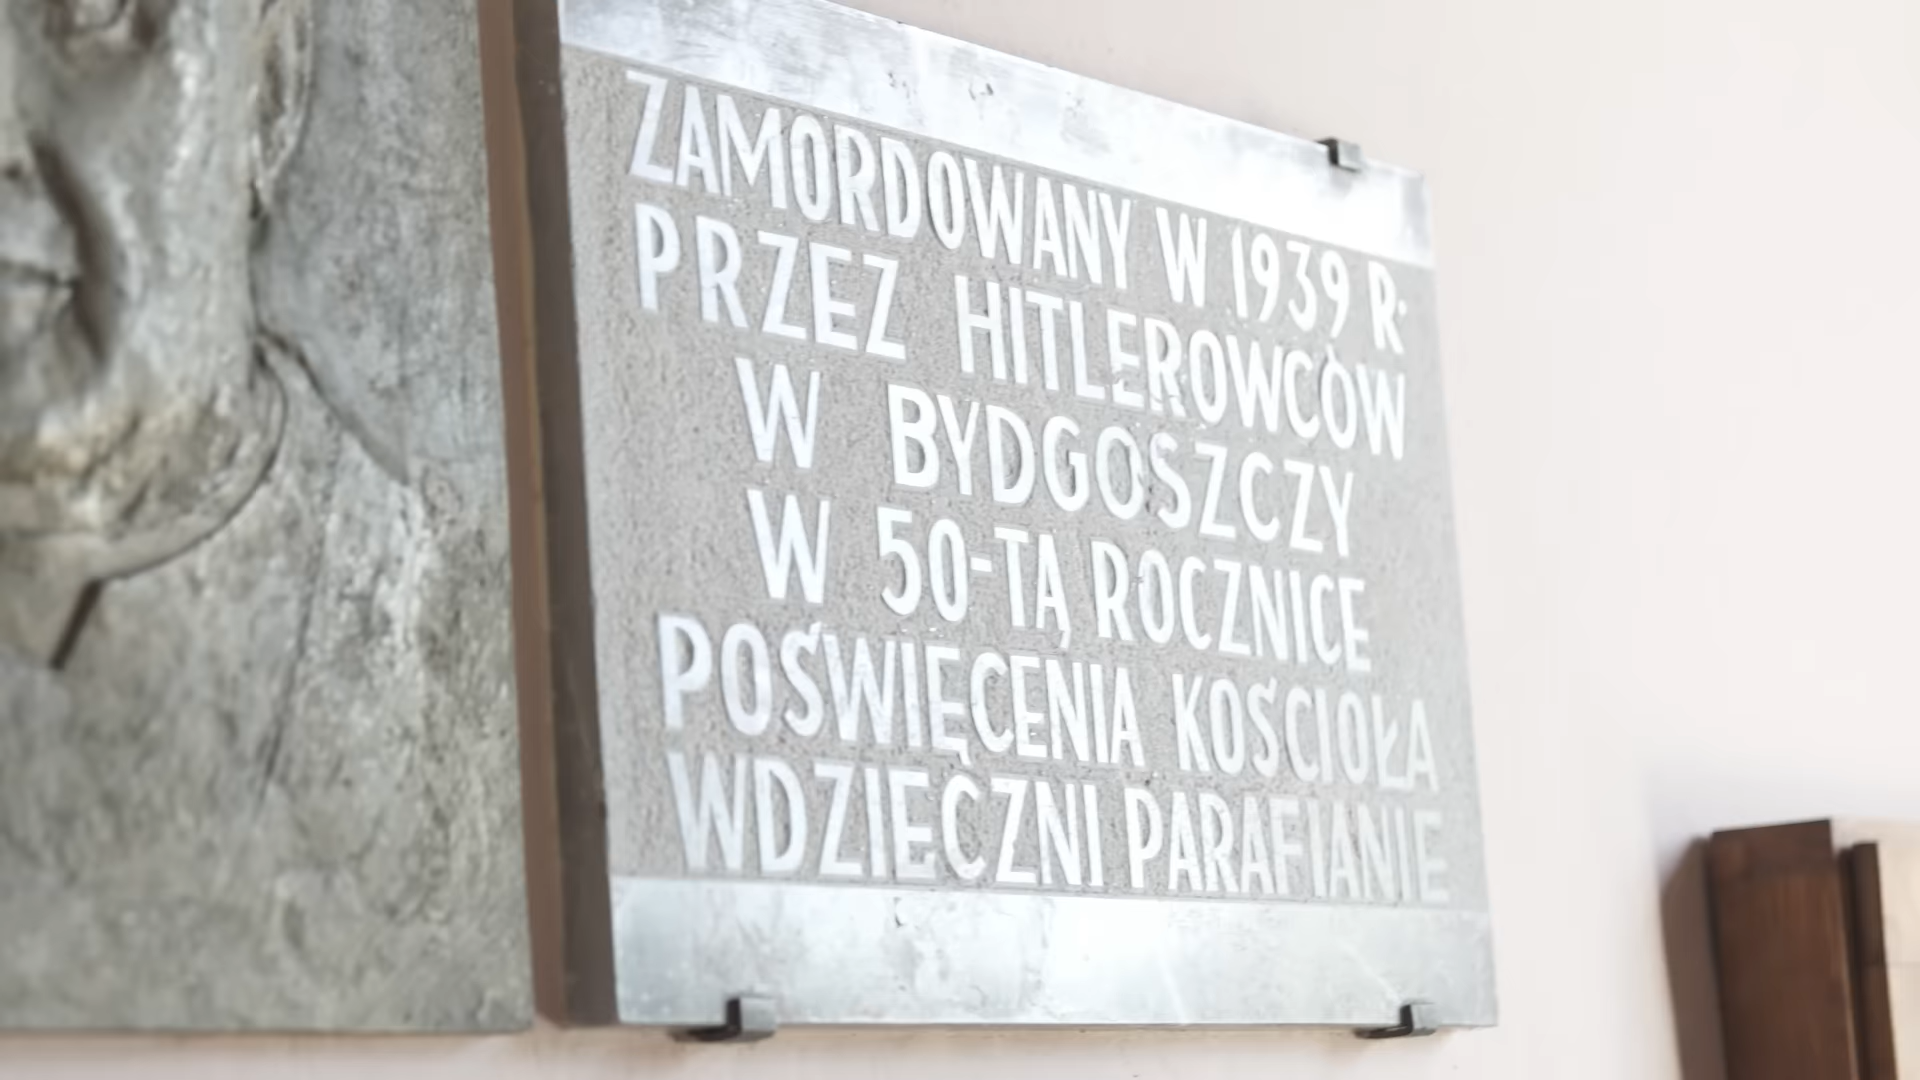 ZAMORDOWANY W 1939 R.
PRZEZ HITLEROWCÓW
W BYDGOSZCZY
W 50-TĄ ROCZNICE
POŚWIĘCENIA KOŚCIOŁA
WDZIĘCZNI PARAFIANIE